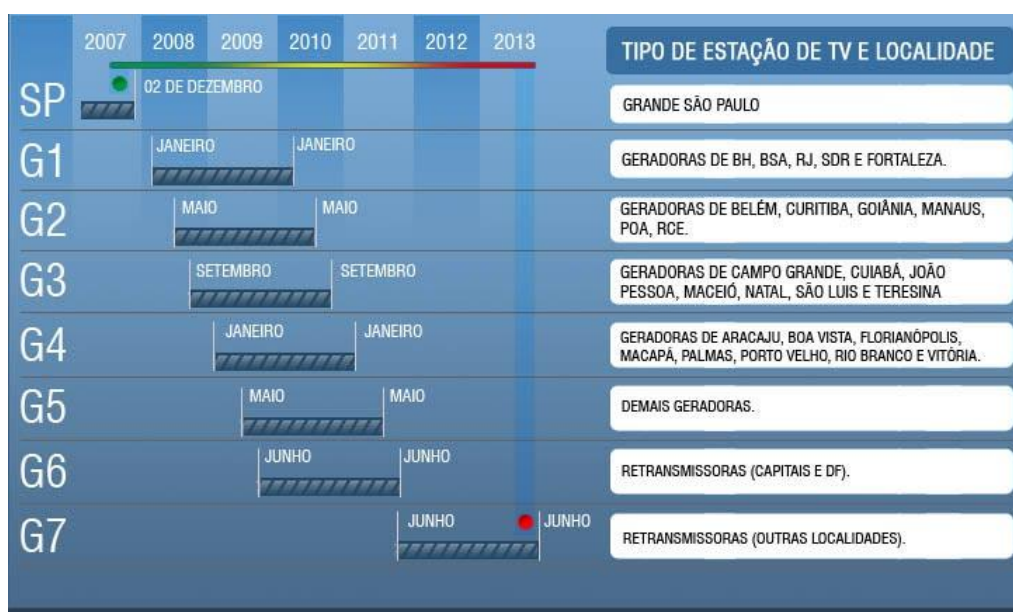 2007 2008 2009 2010 2011 2012 2013
TIPO DE ESTAÇÃO DE TV E LOCALIDADE
SP
02 DE DEZEMBRO
GRANDE SÃO PAULO
G1
JANEIRO JANEIRO
GERADORAS DE BH, BSA, RJ, SDR E FORTALEZA.
G2
MAIO MAIO
GERADORAS DE BELÉM, CURITIBA, GOIÂNIA, MANAUS,
POA, RCE.
G3
SETEMBRO SETEMBRO
GERADORAS DE CAMPO GRANDE, CUIABÁ, JOÃO
PESSOA, MACEIÓ, NATAL, SÃO LUIS E TERESINA
G4
JANEIRO JANEIRO
GERADORAS DE ARACAJU, BOA VISTA, FLORIANÓPOLIS,
MACAPÁ, PALMAS, PORTO VELHO, RIO BRANCO E VITÓRIA.
G5
MAIO MAIO
DEMAIS GERADORAS.
G6
JUNHO JUNHO
RETRANSMISSORAS (CAPITAIS E DF).
G7
JUNHO JUNHO
RETRANSMISSORAS (OUTRAS LOCALIDADES).